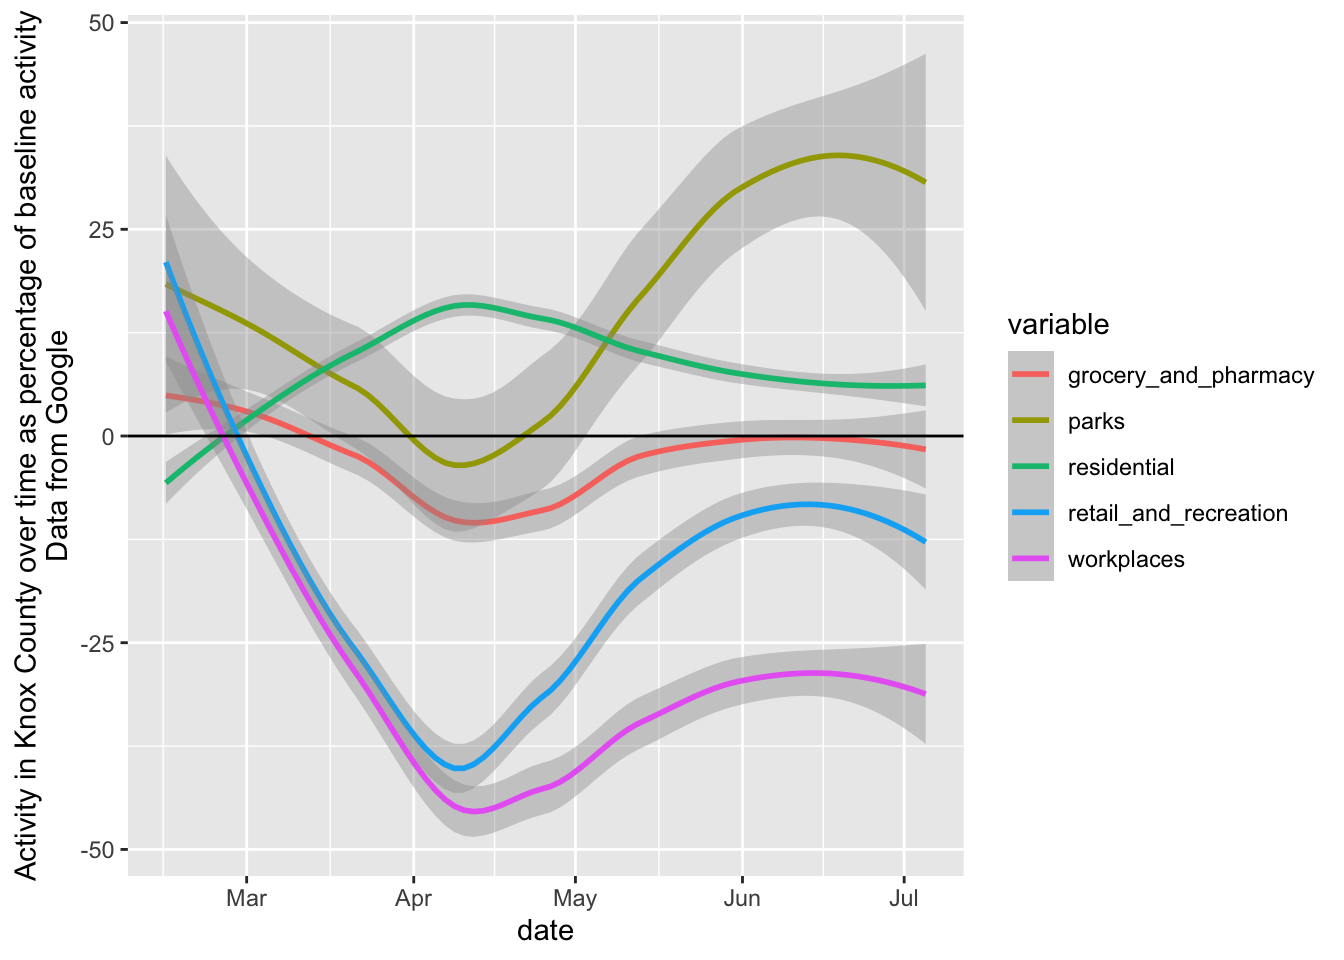 Activity in Knox County over time as percentage of baseline activity
Data from Google
50
25
0
-25
-50
Mar
Apr
May
Jun
Jul
date
variable
grocery_and_pharmacy
parks
residential
retail_and_recreation
workplaces